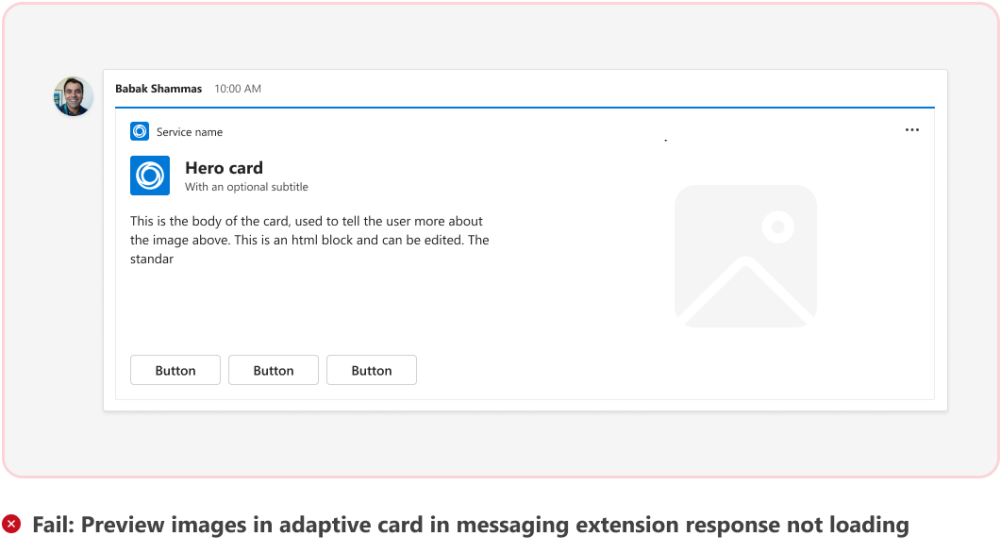 Babak Shammas 10:00 AM
Service name
...
Hero card
With an optional subtitle
This is the body of the card, used to tell the user more about
the image above. This is an html block and can be edited. The
standar
Button Button Button
Fail: Preview images in adaptive card in messaging extension response not loading